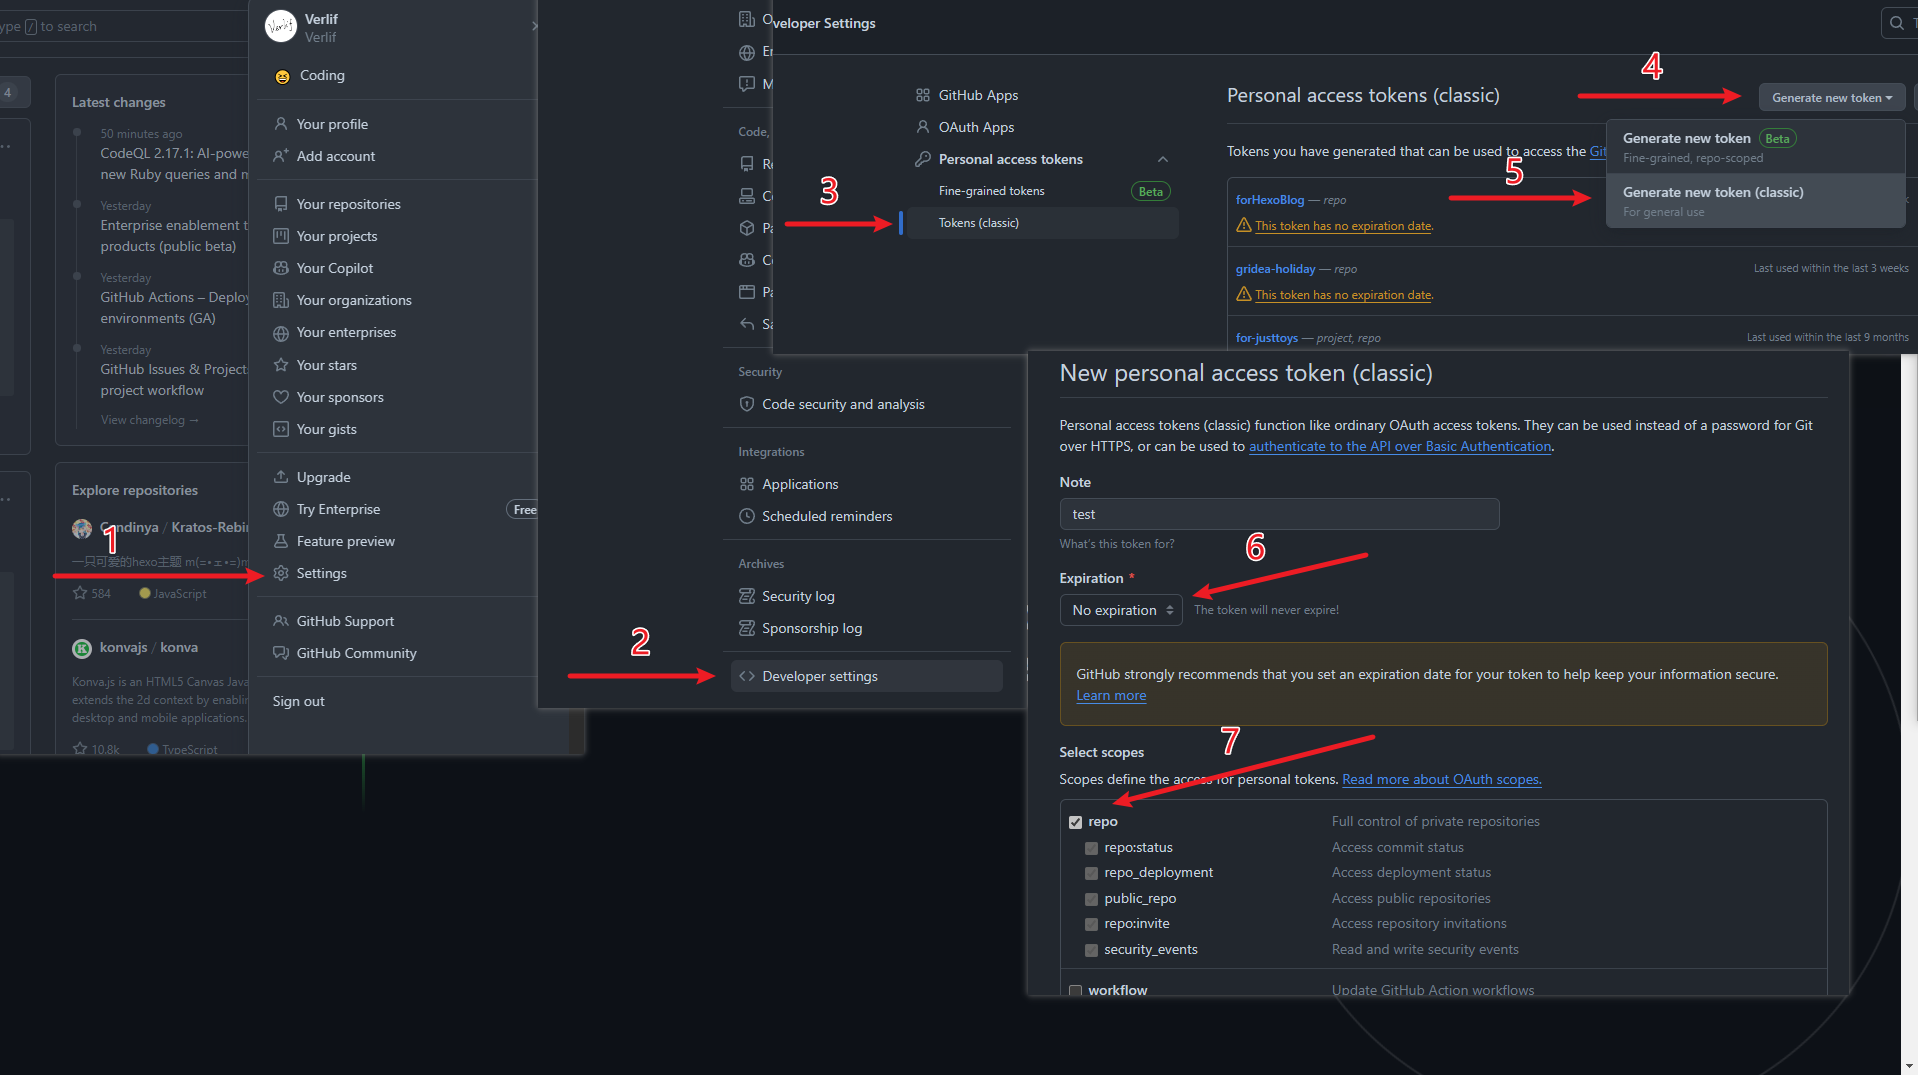 ype / to search
4
Latest changes
50 minutes ago
CodeQL 2.17.1: AI-powe
new Ruby queries and m
Yesterday
Enterprise enablement t
products (public beta)
Yesterday
GitHub Actions – Deploy
environments (GA)
Yesterday
GitHub Issues & Project
project workflow
View changelog →
Explore repositories
Candinya / Kratos-Rebir
一只可爱的hexo主题
584 JavaScript
konvajs / konva
Konva.js is an HTML5 Canvas Java
extends the 2d context by enablin
desktop and mobile applications.
10.8k TypeScript
1
Verlif
Verlif
Coding
Your profile
Add account
Your repositories
Your projects
Your Copilot
Your organizations
Your enterprises
Your stars
Your sponsors
Your gists
Upgrade
Try Enterprise Free
Feature preview
Settings
GitHub Support
GitHub Community
Sign out
2
O
En
M
Code,
Re
Co
Pa
Co
Pa
Sa
Security
Code security and analysis
Integrations
Applications
Scheduled reminders
Archives
Security log
Sponsorship log
Developer settings
veloper Settings
GitHub Apps
OAuth Apps
Personal access tokens
Fine-grained tokens Beta
3
Tokens (classic)
4
Personal access tokens (classic)
Generate new token
Tokens you have generated that can be used to access the Git
5
Generate new token Beta
Fine-grained, repo-scoped
Generate new token (classic)
For general use
forHexoBlog — repo
This token has no expiration date.
gridea-holiday — repo Last used within the last 3 weeks
This token has no expiration date.
for-justtoys — project, repo Last used within the last 9 months
New personal access token (classic)
Personal access tokens (classic) function like ordinary OAuth access tokens. They can be used instead of a password for Git
over HTTPS, or can be used to authenticate to the API over Basic Authentication.
Note
test
What's this token for?
6
Expiration *
No expiration The token will never expire!
GitHub strongly recommends that you set an expiration date for your token to help keep your information secure.
Learn more
7
Select scopes
Scopes define the access for personal tokens. Read more about OAuth scopes.
repo Full control of private repositories
repo:status Access commit status
repo_deployment Access deployment status
public_repo Access public repositories
repo:invite Access repository invitations
security_events Read and write security events
workflow Update GitHub Action workflows